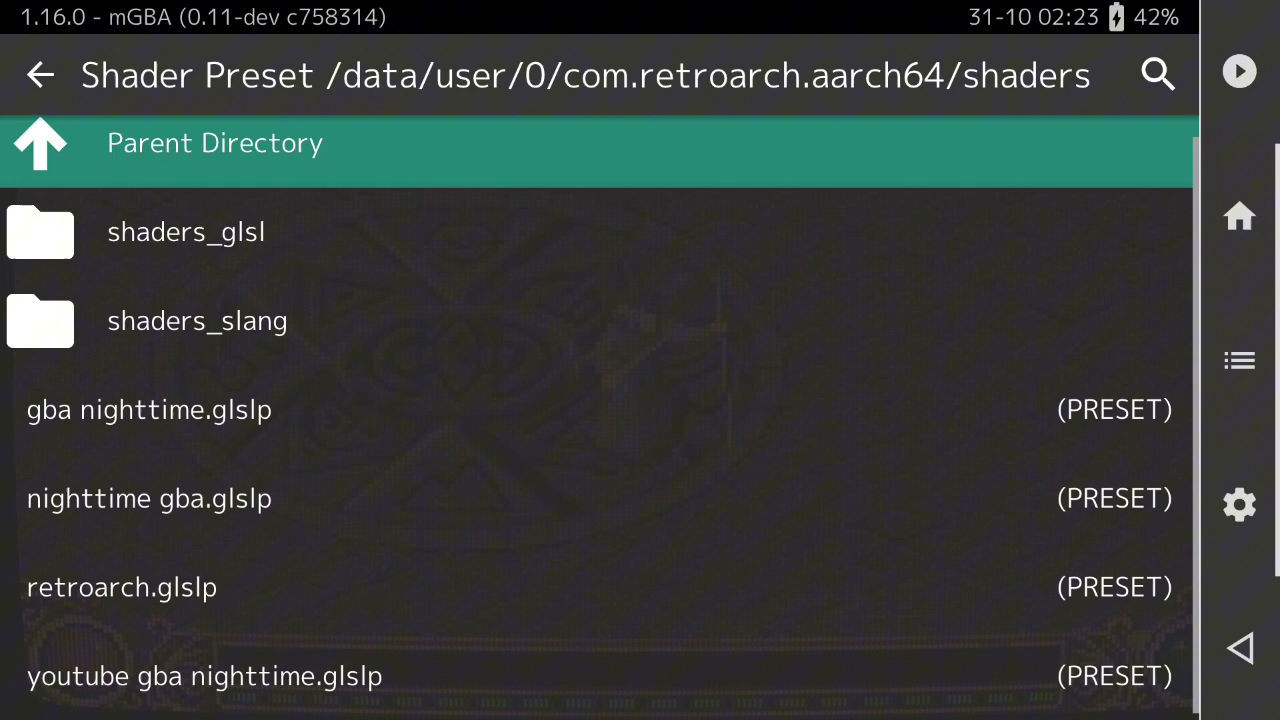 1.16.0 - mGBA (0.11-dev c758314)
31-10 02:23 42%
Shader Preset /data/user/0/com.retroarch.aarch64/shaders
Parent Directory
shaders_glsl
shaders_slang
gba nighttime.glslp (PRESET)
nighttime gba.glslp (PRESET)
retroarch.glslp (PRESET)
youtube gba nighttime.glslp (PRESET)